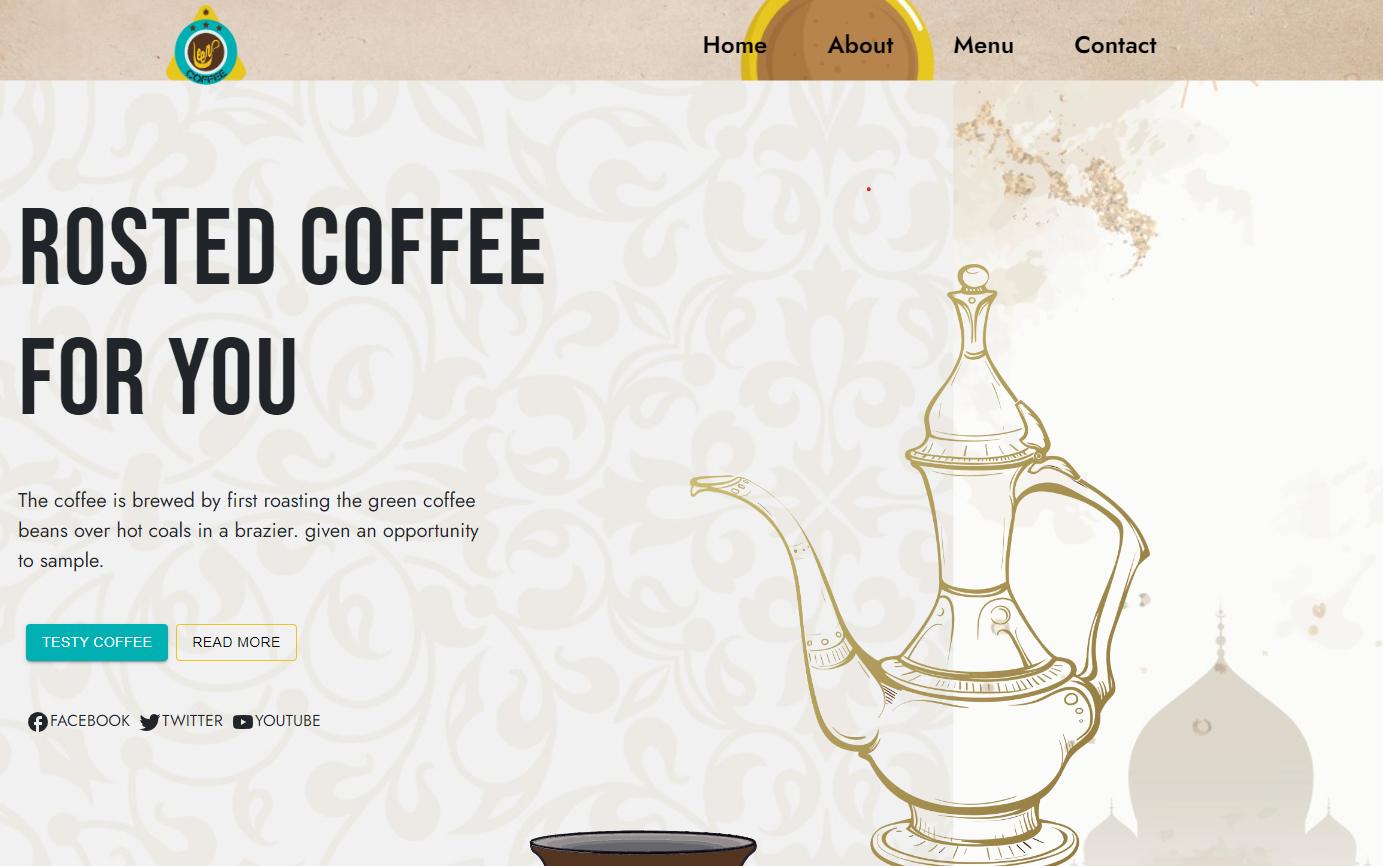 COFFEE
Home About Menu Contact
ROSTED COFFEE
FOR YOU
The coffee is brewed by first roasting the green coffee
beans over hot coals in a brazier. given an opportunity
to sample.
TESTY COFFEE READ MORE
FACEBOOK TWITTER YOUTUBE